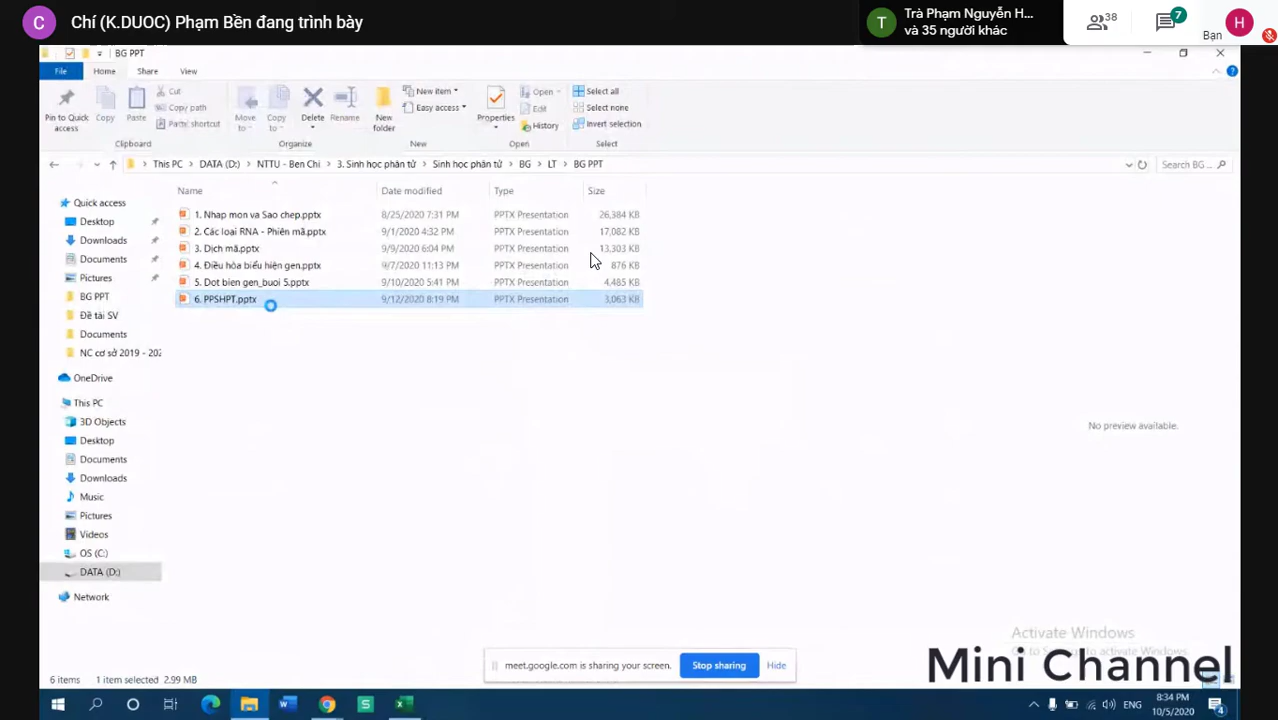 C Chí (K.DUOC) Phạm Bền đang trình bày
T Trà Phạm Nguyễn H...
và 35 người khác
38
7
Bạn
H
BG PPT
File Home Share View
Pin to Quick access
Copy
Paste
Cut
Copy path
Paste shortcut
Move to
Copy to
Delete
Rename
New folder
New item
Easy access
Properties
Open
Edit
History
Select all
Select none
Invert selection
Clipboard Organize New Open Select
This PC › DATA (D:) › NTTU - Ben Chi › 3. Sinh học phân tử › Sinh học phân tử › BG › LT › BG PPT
Search BG ...
Name Date modified Type Size
1. Nhap mon va Sao chep.pptx 8/25/2020 7:31 PM PPTX Presentation 26,384 KB
2. Các loại RNA - Phiên mã.pptx 9/1/2020 4:32 PM PPTX Presentation 17,082 KB
3. Dịch mã.pptx 9/9/2020 6:04 PM PPTX Presentation 13,303 KB
4. Điều hòa biểu hiện gen.pptx 9/7/2020 11:13 PM PPTX Presentation 876 KB
5. Dot bien gen_buoi 5.pptx 9/10/2020 5:41 PM PPTX Presentation 4,485 KB
6. PPSHPT.pptx 9/12/2020 8:19 PM PPTX Presentation 3,063 KB
Quick access
Desktop
Downloads
Documents
Pictures
BG PPT
Đề tài SV
Documents
NC cơ sở 2019 - 202
OneDrive
This PC
3D Objects
Desktop
Documents
Downloads
Music
Pictures
Videos
OS (C:)
DATA (D:)
Network
No preview available.
Activate Windows
Go to Settings to activate Windows.
Mini Channel
meet.google.com is sharing your screen. Stop sharing Hide
6 items 1 item selected 2.99 MB
ENG
8:34 PM
10/5/2020
4